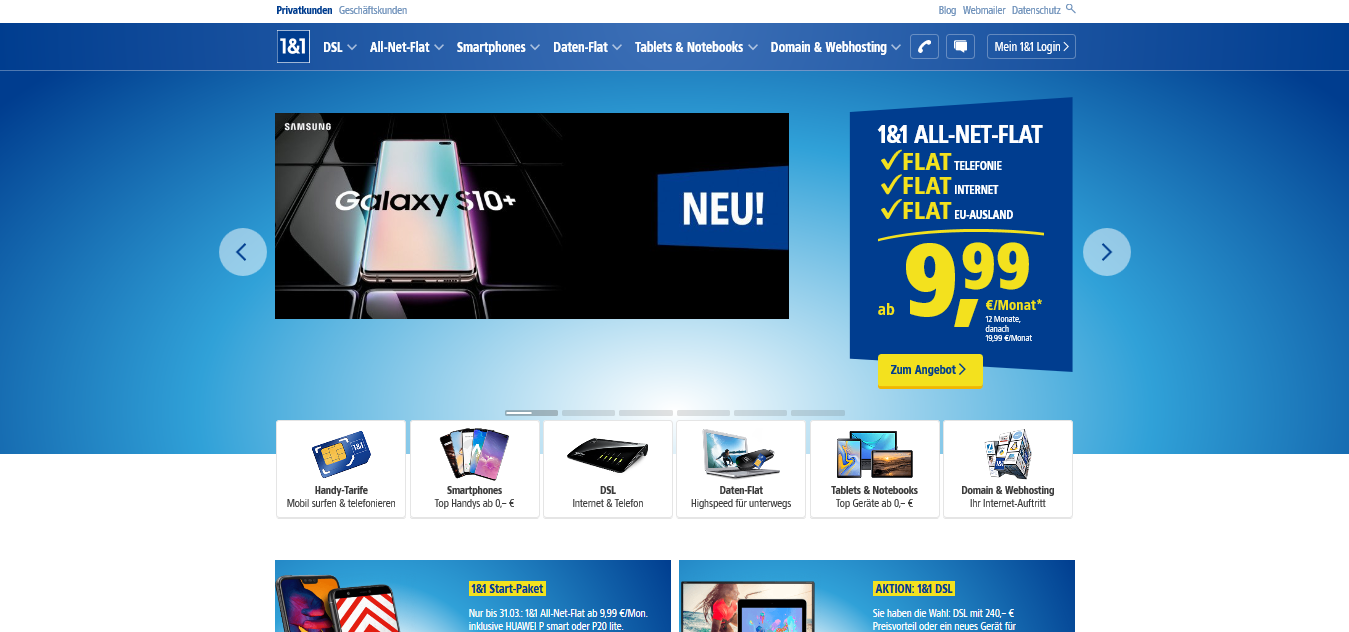 Privatkunden Geschäftskunden
Blog Webmailer Datenschutz
1&1 DSL All-Net-Flat Smartphones Daten-Flat Tablets & Notebooks Domain & Webhosting Mein 1&1 Login
SAMSUNG
Galaxy S10+
NEU!
1&1 ALL-NET-FLAT
FLAT TELEFONIE
FLAT INTERNET
FLAT EU-AUSLAND
ab 9,99
€/Monat*
12 Monate,
danach
19,99 €/Monat
Zum Angebot
Handy-Tarife
Mobil surfen & telefonieren
Smartphones
Top Handys ab 0,– €
DSL
Internet & Telefon
Daten-Flat
Highspeed für unterwegs
Tablets & Notebooks
Top Geräte ab 0,– €
Domain & Webhosting
Ihr Internet-Auftritt
1&1 Start-Paket
Nur bis 31.03.: 1&1 All-Net-Flat ab 9,99 €/Mon.
inklusive HUAWEI P smart oder P20 lite.
AKTION: 1&1 DSL
Sie haben die Wahl: DSL mit 240,– €
Preisvorteil oder ein neues Gerät für